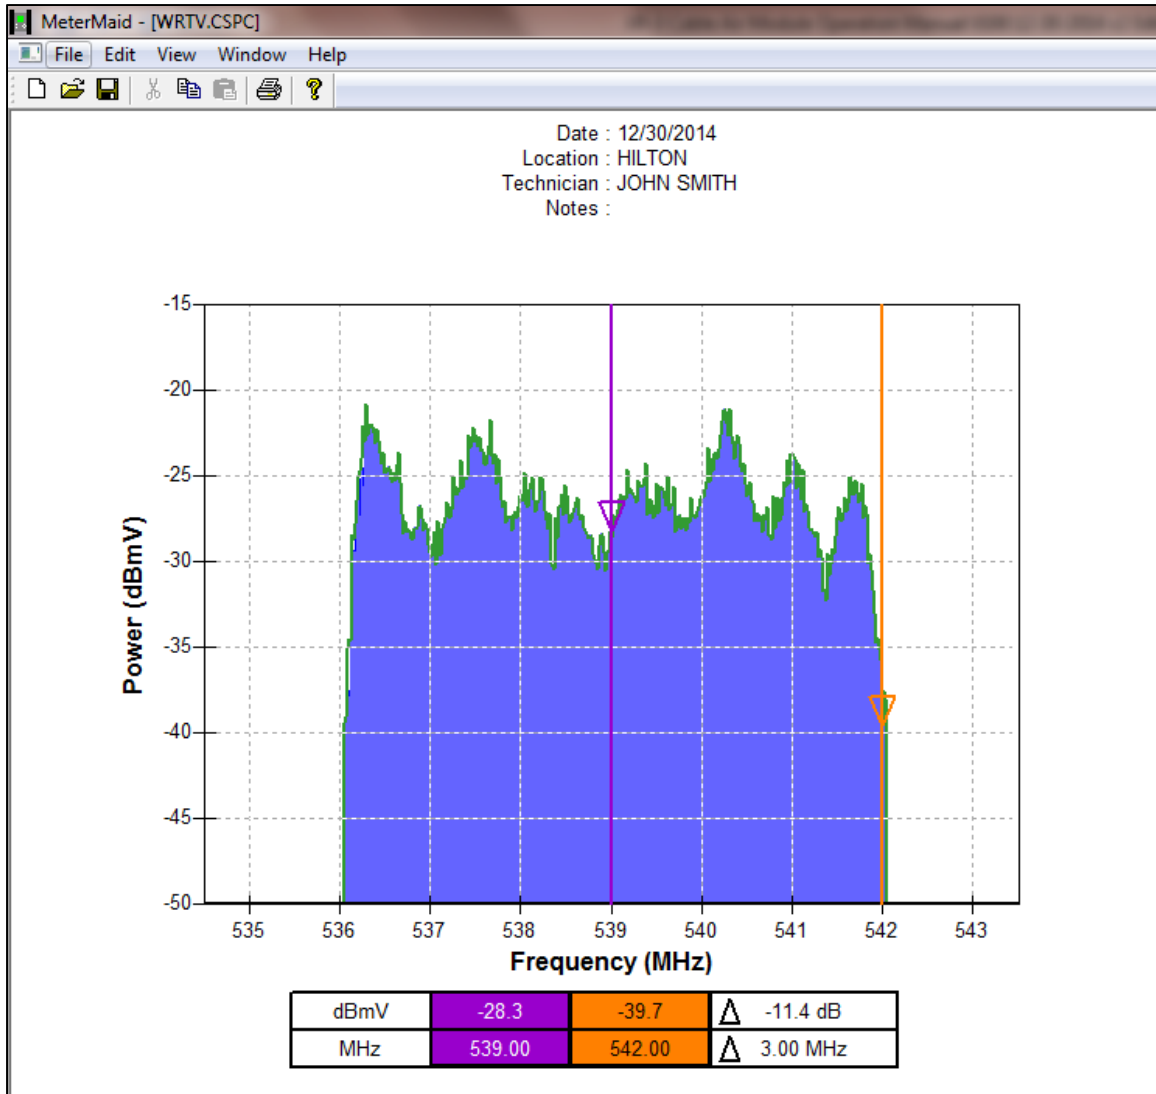 MeterMaid - [WRTV.CSPC]
File Edit View Window Help
Date : 12/30/2014
Location : HILTON
Technician : JOHN SMITH
Notes :
-15
-20
-25
-30
-35
-40
-45
-50
Power (dBmV)
535 536 537 538 539 540 541 542 543
Frequency (MHz)
dBmV -28.3 -39.7 Δ -11.4 dB
MHz 539.00 542.00 Δ 3.00 MHz